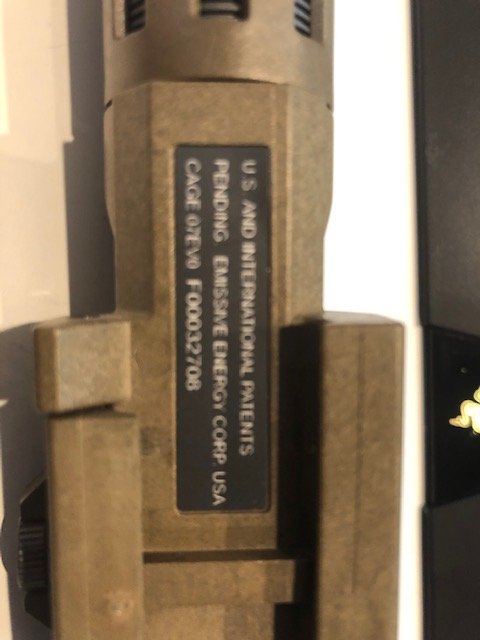 U.S. AND INTERNATIONAL PATENTS
PENDING EMISSIVE ENERGY CORP. USA
CAGE 07EV0 F00032708